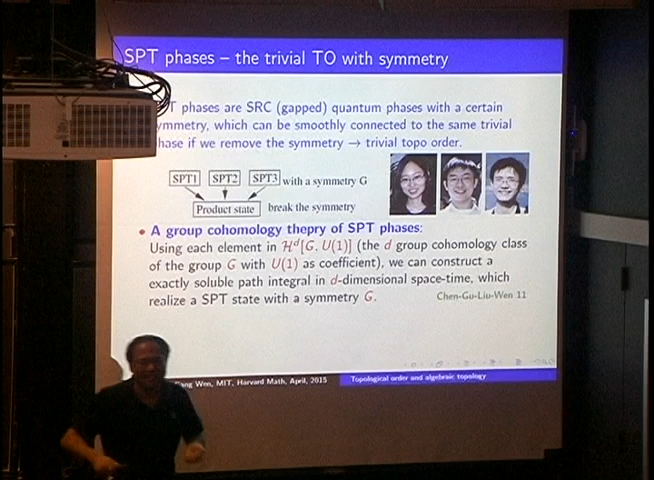 SPT phases – the trivial TO with symmetry
T phases are SRC (gapped) quantum phases with a certain
ymmetry, which can be smoothly connected to the same trivial
hase if we remove the symmetry → trivial topo order.
SPT1 SPT2 SPT3 with a symmetry G
Product state break the symmetry
• A group cohomology thepry of SPT phases:
Using each element in ℋᵈ[G, U(1)] (the d group cohomology class
of the group G with U(1) as coefficient), we can construct a
exactly soluble path integral in d-dimensional space-time, which
realize a SPT state with a symmetry G. Chen-Gu-Liu-Wen 11
Wen, MIT, Harvard Math, April, 2015 Topological order and algebraic topology